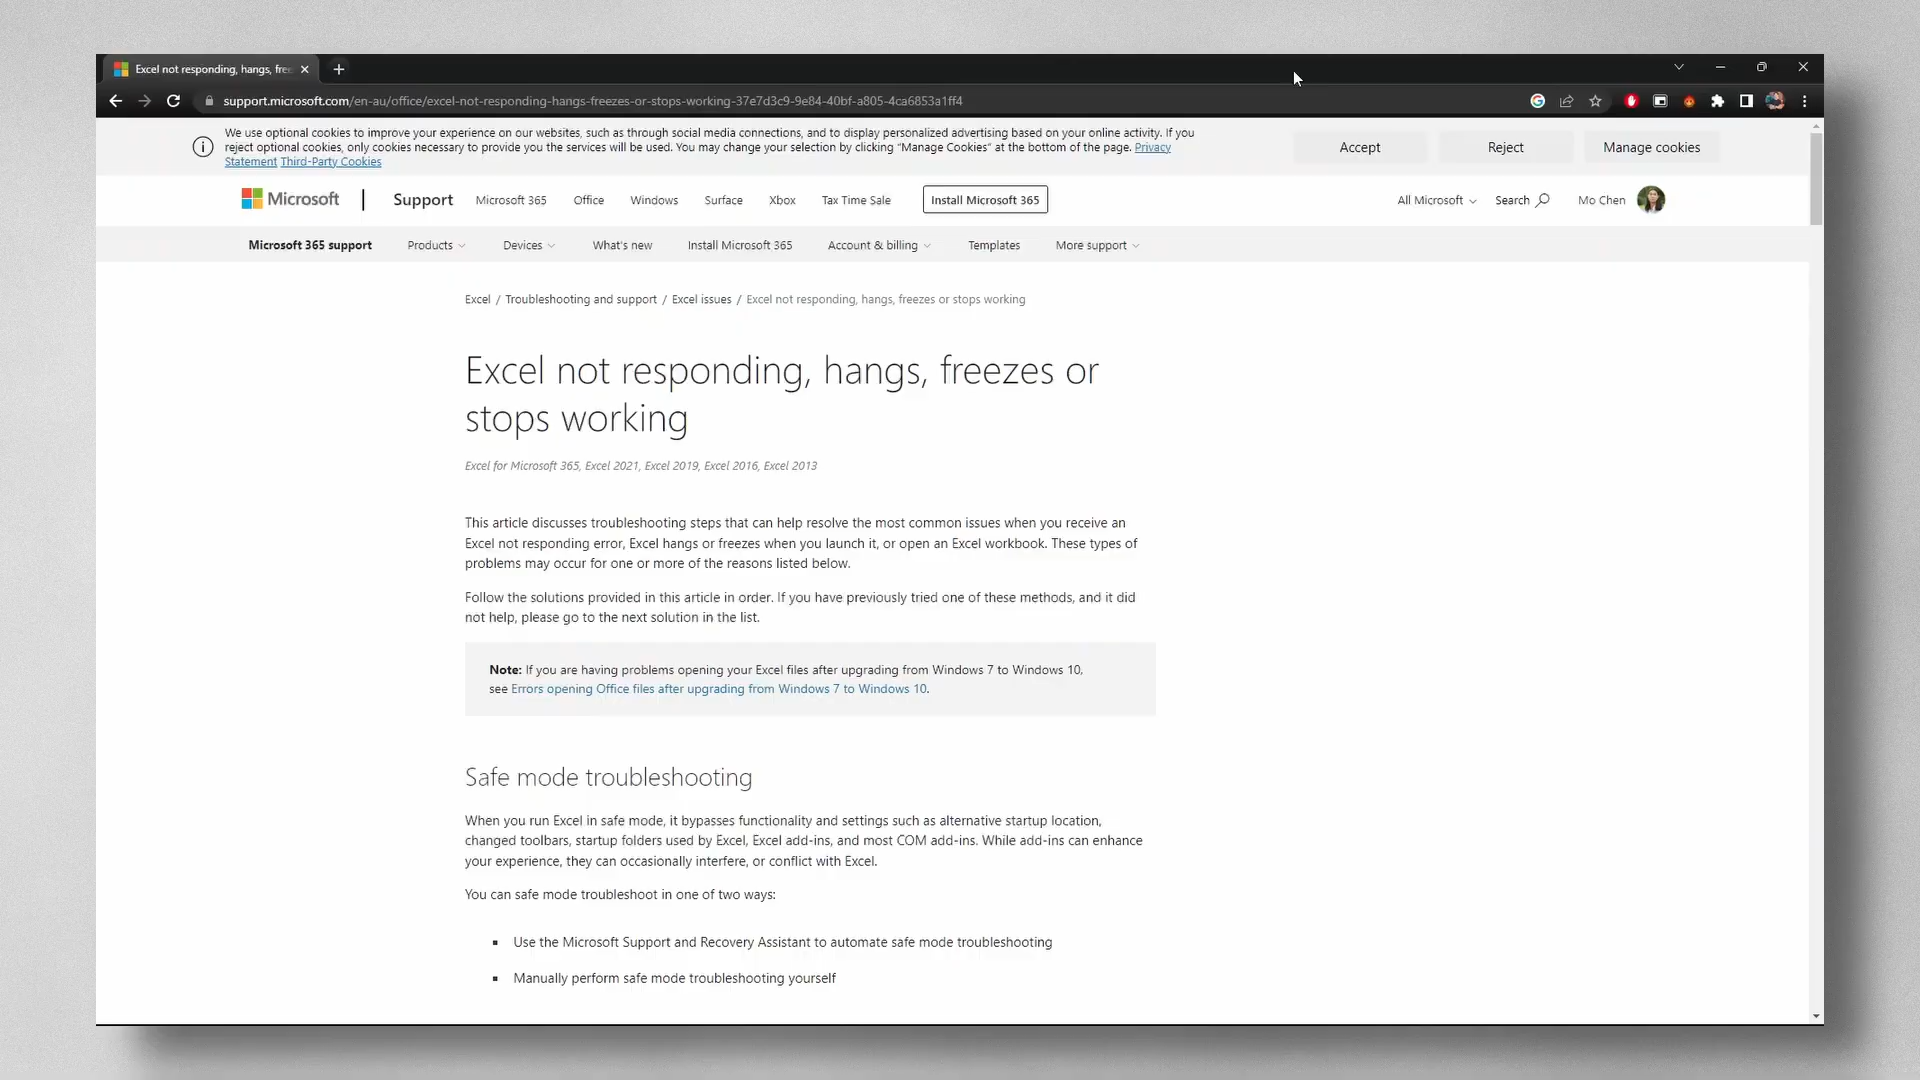 Excel not responding, hangs, free
support.microsoft.com/en-au/office/excel-not-responding-hangs-freezes-or-stops-working-37e7d3c9-9e84-40bf-a805-4ca6853a1ff4
We use optional cookies to improve your experience on our websites, such as through social media connections, and to display personalized advertising based on your online activity. If you
reject optional cookies, only cookies necessary to provide you the services will be used. You may change your selection by clicking “Manage Cookies” at the bottom of the page. Privacy
Statement Third-Party Cookies
Accept
Reject
Manage cookies
Microsoft
Support
Microsoft 365
Office
Windows
Surface
Xbox
Tax Time Sale
Install Microsoft 365
All Microsoft
Search
Mo Chen
Microsoft 365 support
Products
Devices
What's new
Install Microsoft 365
Account & billing
Templates
More support
Excel / Troubleshooting and support / Excel issues / Excel not responding, hangs, freezes or stops working
Excel not responding, hangs, freezes or
stops working
Excel for Microsoft 365, Excel 2021, Excel 2019, Excel 2016, Excel 2013
This article discusses troubleshooting steps that can help resolve the most common issues when you receive an
Excel not responding error, Excel hangs or freezes when you launch it, or open an Excel workbook. These types of
problems may occur for one or more of the reasons listed below.
Follow the solutions provided in this article in order. If you have previously tried one of these methods, and it did
not help, please go to the next solution in the list.
Note: If you are having problems opening your Excel files after upgrading from Windows 7 to Windows 10,
see Errors opening Office files after upgrading from Windows 7 to Windows 10.
Safe mode troubleshooting
When you run Excel in safe mode, it bypasses functionality and settings such as alternative startup location,
changed toolbars, startup folders used by Excel, Excel add-ins, and most COM add-ins. While add-ins can enhance
your experience, they can occasionally interfere, or conflict with Excel.
You can safe mode troubleshoot in one of two ways:
▪ Use the Microsoft Support and Recovery Assistant to automate safe mode troubleshooting
▪ Manually perform safe mode troubleshooting yourself